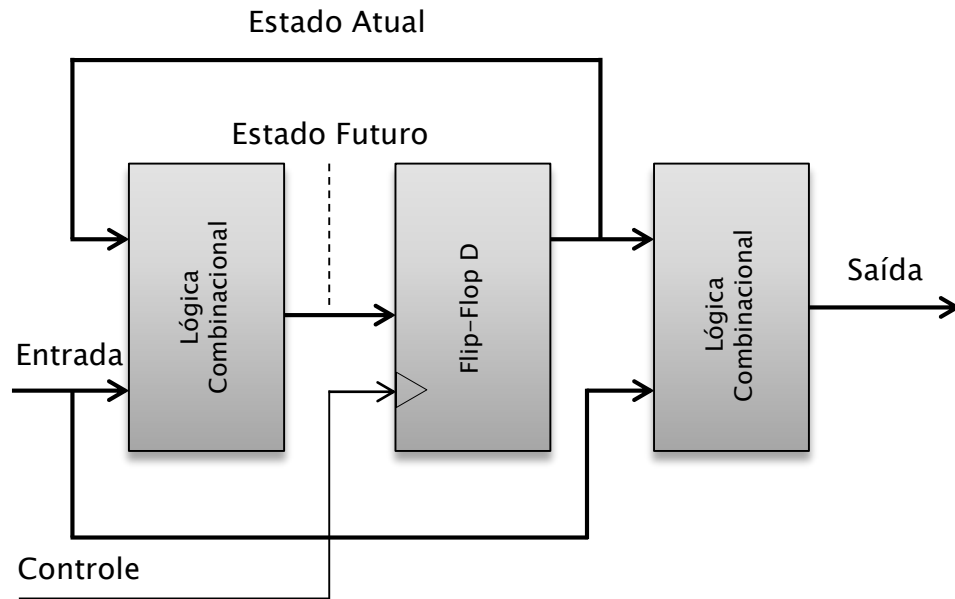 Estado Atual
Estado Futuro
Lógica
Combinacional
Flip-Flop D
Lógica
Combinacional
Saída
Entrada
Controle